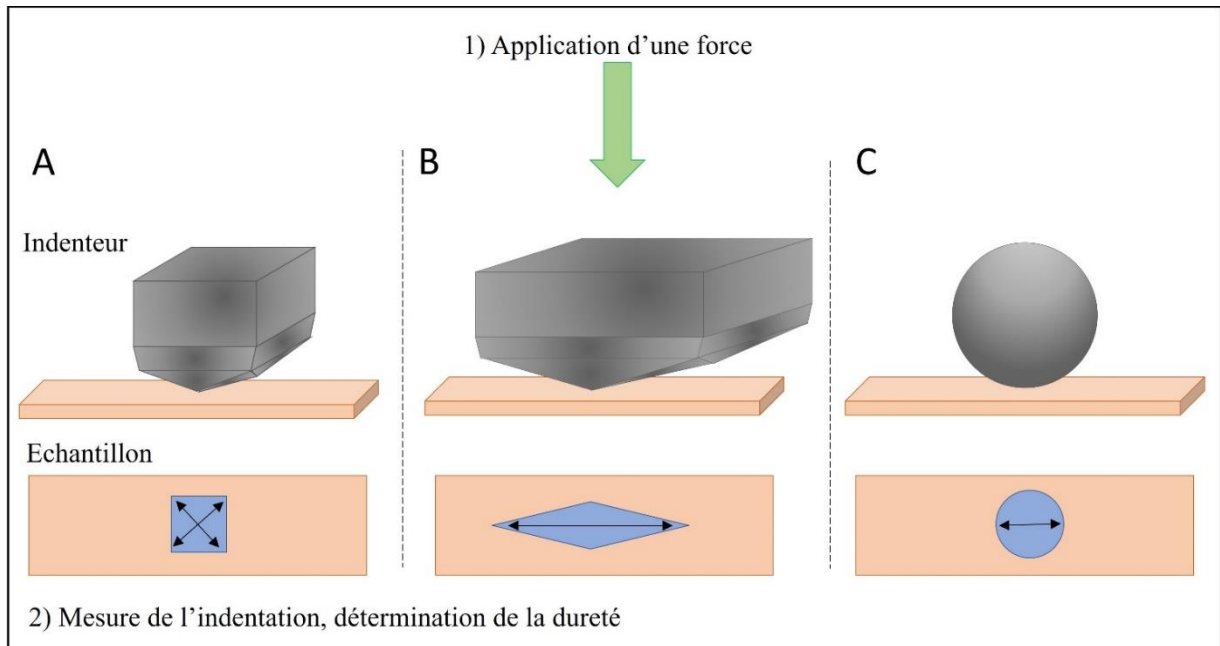 1) Application d’une force
A
B
C
Indenteur
Echantillon
2) Mesure de l’indentation, détermination de la dureté